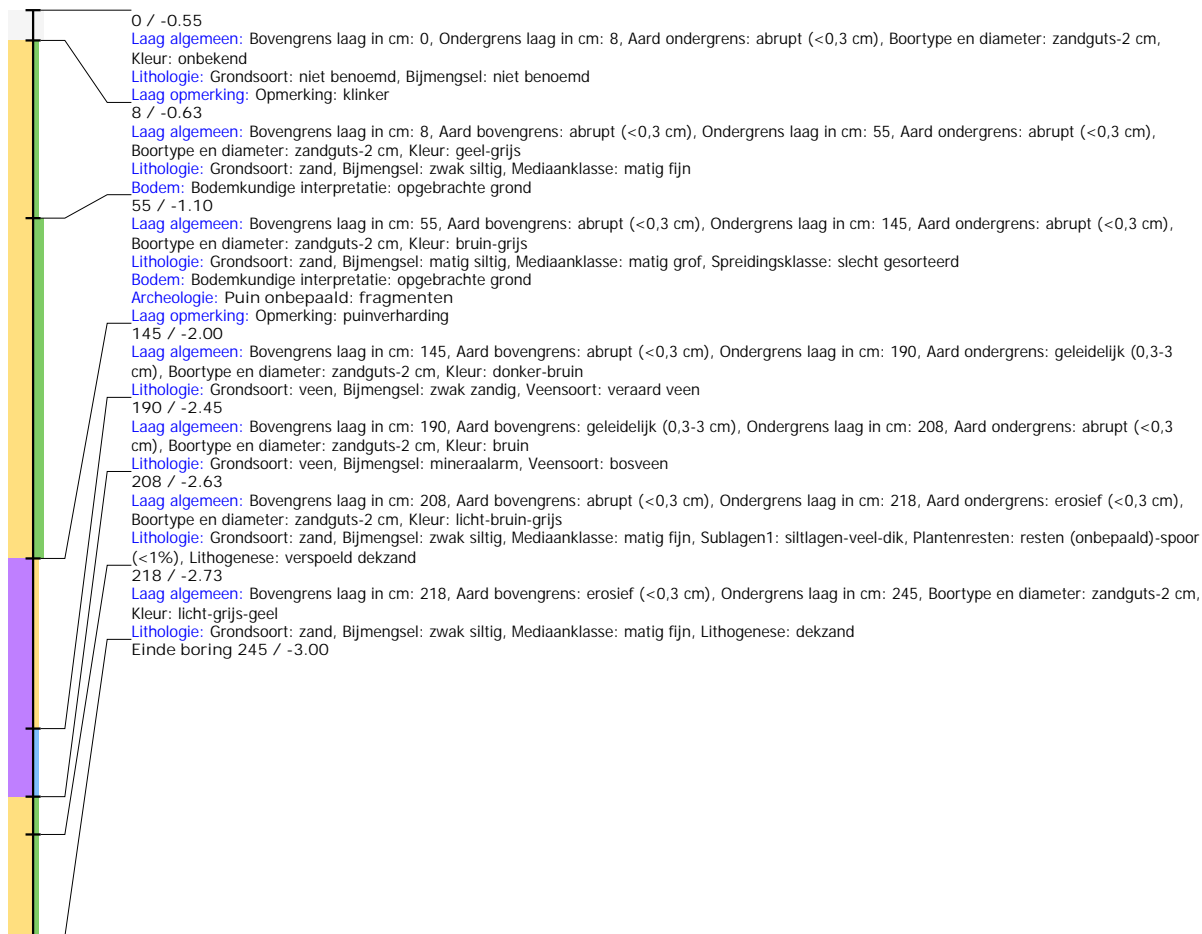 0 / -0.55
Laag algemeen: Bovengrens laag in cm: 0, Ondergrens laag in cm: 8, Aard ondergrens: abrupt (<0,3 cm), Boortype en diameter: zandguts-2 cm,
Kleur: onbekend
Lithologie: Grondsoort: niet benoemd, Bijmengsel: niet benoemd
Laag opmerking: Opmerking: klinker
8 / -0.63
Laag algemeen: Bovengrens laag in cm: 8, Aard bovengrens: abrupt (<0,3 cm), Ondergrens laag in cm: 55, Aard ondergrens: abrupt (<0,3 cm),
Boortype en diameter: zandguts-2 cm, Kleur: geel-grijs
Lithologie: Grondsoort: zand, Bijmengsel: zwak siltig, Mediaanklasse: matig fijn
Bodem: Bodemkundige interpretatie: opgebrachte grond
55 / -1.10
Laag algemeen: Bovengrens laag in cm: 55, Aard bovengrens: abrupt (<0,3 cm), Ondergrens laag in cm: 145, Aard ondergrens: abrupt (<0,3 cm),
Boortype en diameter: zandguts-2 cm, Kleur: bruin-grijs
Lithologie: Grondsoort: zand, Bijmengsel: matig siltig, Mediaanklasse: matig grof, Spreidingsklasse: slecht gesorteerd
Bodem: Bodemkundige interpretatie: opgebrachte grond
Archeologie: Puin onbepaald: fragmenten
Laag opmerking: Opmerking: puinverharding
145 / -2.00
Laag algemeen: Bovengrens laag in cm: 145, Aard bovengrens: abrupt (<0,3 cm), Ondergrens laag in cm: 190, Aard ondergrens: geleidelijk (0,3-3
cm), Boortype en diameter: zandguts-2 cm, Kleur: donker-bruin
Lithologie: Grondsoort: veen, Bijmengsel: zwak zandig, Veensoort: veraard veen
190 / -2.45
Laag algemeen: Bovengrens laag in cm: 190, Aard bovengrens: geleidelijk (0,3-3 cm), Ondergrens laag in cm: 208, Aard ondergrens: abrupt (<0,3
cm), Boortype en diameter: zandguts-2 cm, Kleur: bruin
Lithologie: Grondsoort: veen, Bijmengsel: mineraalarm, Veensoort: bosveen
208 / -2.63
Laag algemeen: Bovengrens laag in cm: 208, Aard bovengrens: abrupt (<0,3 cm), Ondergrens laag in cm: 218, Aard ondergrens: erosief (<0,3 cm),
Boortype en diameter: zandguts-2 cm, Kleur: licht-bruin-grijs
Lithologie: Grondsoort: zand, Bijmengsel: zwak siltig, Mediaanklasse: matig fijn, Sublagen1: siltlagen-veel-dik, Plantenresten: resten (onbepaald)-spoor
(<1%), Lithogenese: verspoeld dekzand
218 / -2.73
Laag algemeen: Bovengrens laag in cm: 218, Aard bovengrens: erosief (<0,3 cm), Ondergrens laag in cm: 245, Boortype en diameter: zandguts-2 cm,
Kleur: licht-grijs-geel
Lithologie: Grondsoort: zand, Bijmengsel: zwak siltig, Mediaanklasse: matig fijn, Lithogenese: dekzand
Einde boring 245 / -3.00